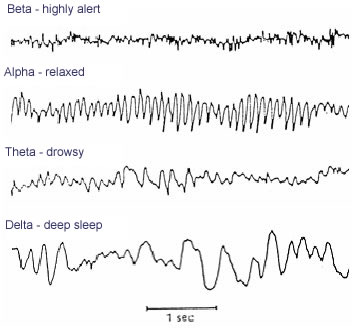 Beta - highly alert
Alpha - relaxed
Theta - drowsy
Delta - deep sleep
1 sec